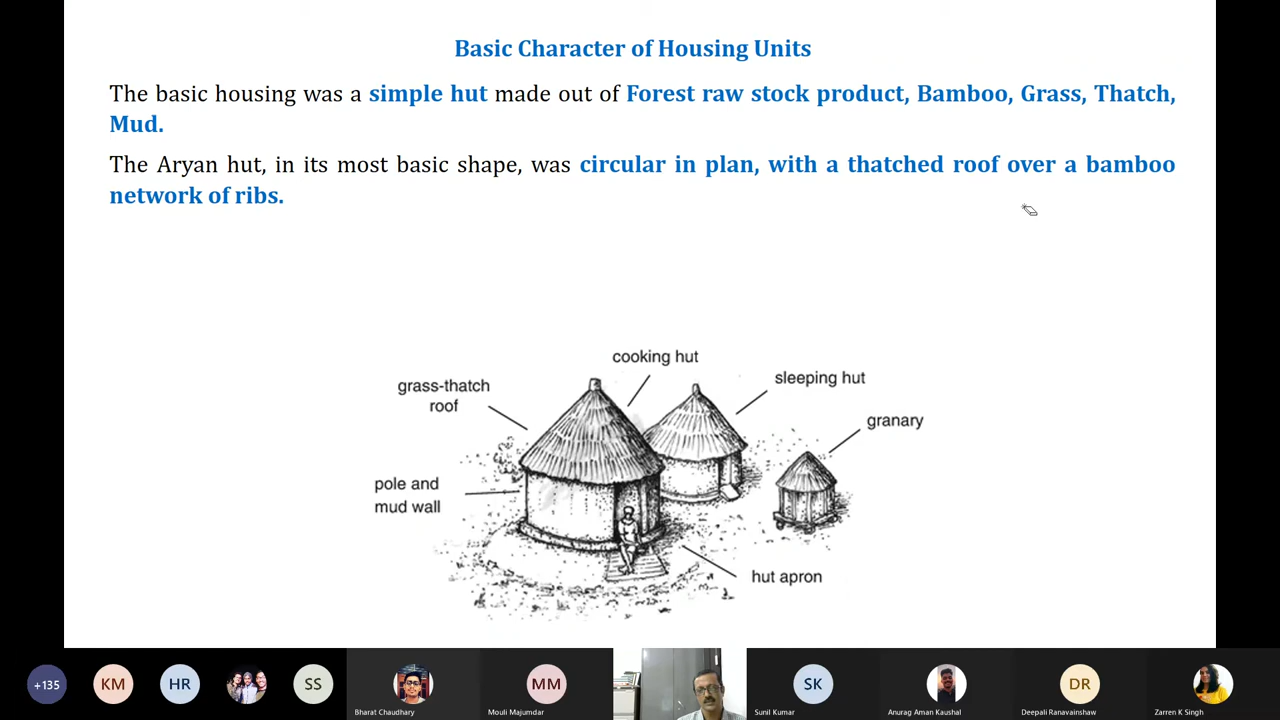 Basic Character of Housing Units
The basic housing was a simple hut made out of Forest raw stock product, Bamboo, Grass, Thatch,
Mud.
The Aryan hut, in its most basic shape, was circular in plan, with a thatched roof over a bamboo
network of ribs.
cooking hut
sleeping hut
grass-thatch
roof
granary
pole and
mud wall
hut apron
+135
KM
HR
SS
Bharat Chaudhary
MM
Mouli Majumdar
SK
Sunil Kumar
Anurag Aman Kaushal
DR
Deepali Ranavainshaw
Zarren K Singh